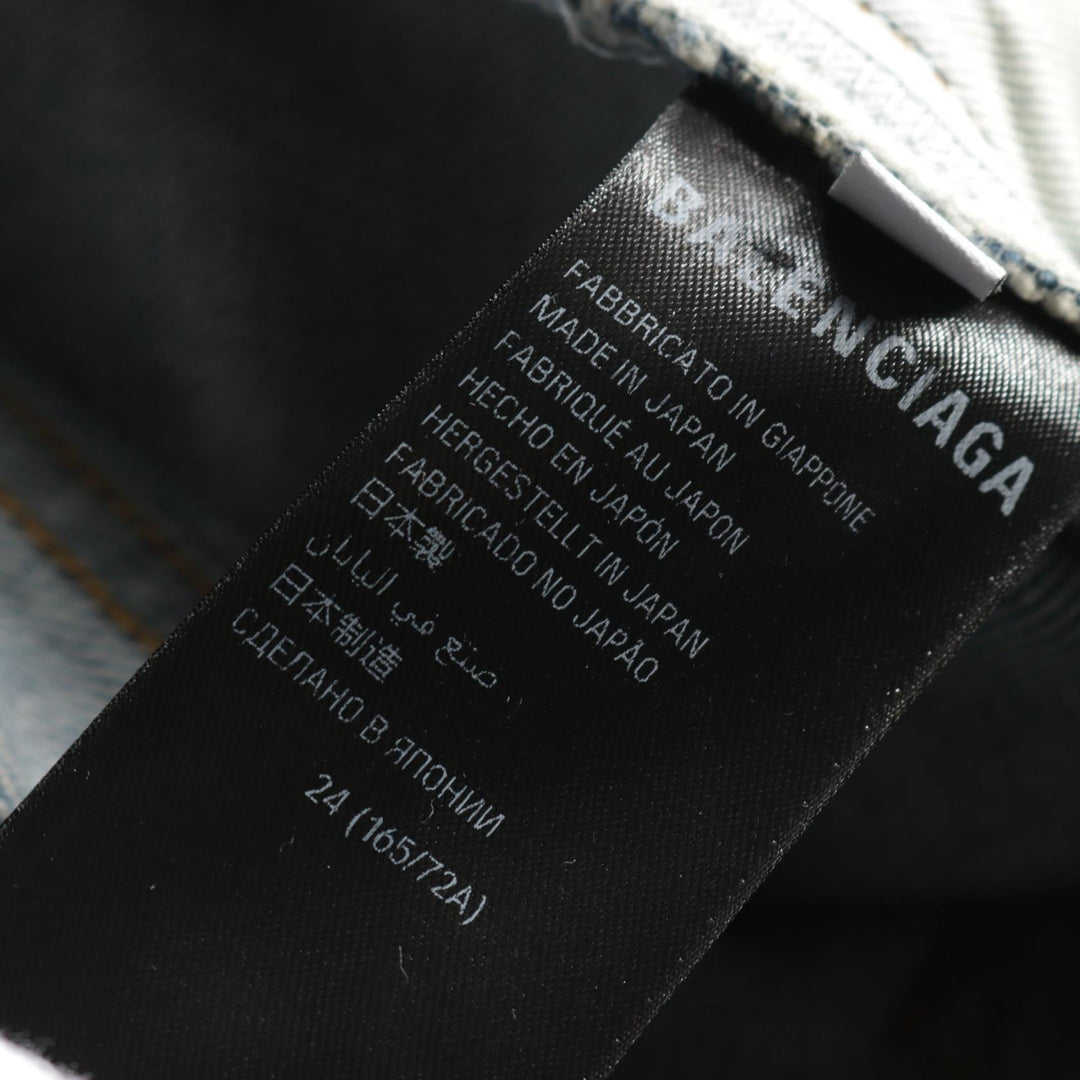 BALENCIAGA
FABBRICATO IN GIAPPONE
MADE IN JAPAN
FABRIQUÉ AU JAPON
HECHO EN JAPÓN
HERGESTELLT IN JAPAN
FABRICADO NO JAPÃO
日本製
صنع في اليابان
日本制造
СДЕЛАНО В ЯПОНИИ
24 (165/72A)